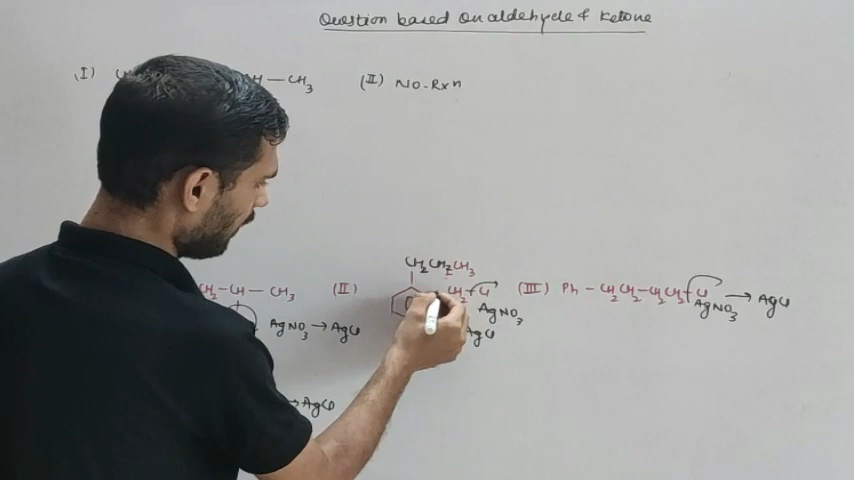 Question based on aldehyde & Ketone
(I) CH — CH3 (II) NO-Rxn
CH2CH2CH3
CH2 – CH — CH3 (II) CH2 Cl (III) Ph – CH2CH2–CH2CH2–Cl
AgNO3 → AgCl AgNO3 AgNO3 → AgCl
AgCl
→ AgCl